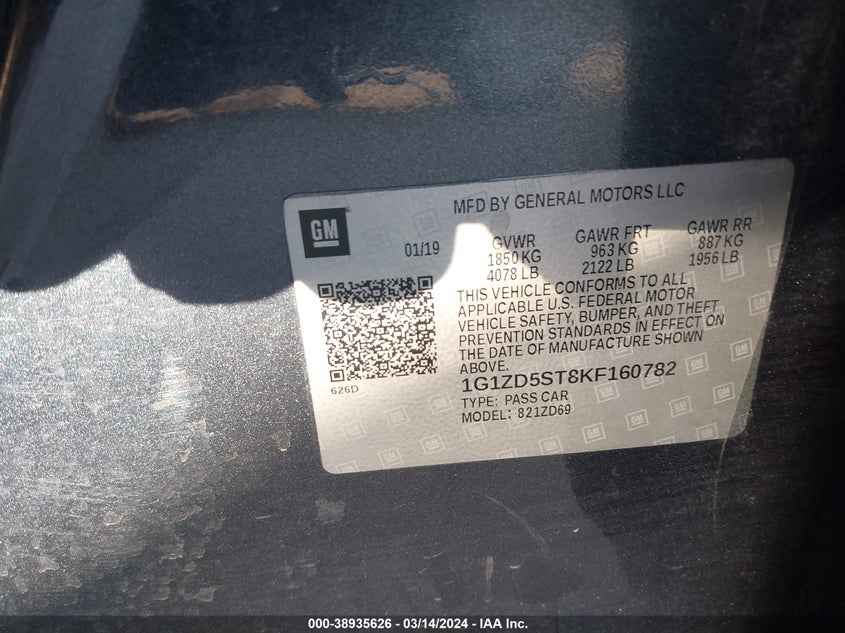 GM
MFD BY GENERAL MOTORS LLC
01/19
GVWR GAWR FRT GAWR RR
1850 KG 963 KG 887 KG
4078 LB 2122 LB 1956 LB
THIS VEHICLE CONFORMS TO ALL
APPLICABLE U.S. FEDERAL MOTOR
VEHICLE SAFETY, BUMPER, AND THEFT
PREVENTION STANDARDS IN EFFECT ON
THE DATE OF MANUFACTURE SHOWN
ABOVE.
626D
1G1ZD5ST8KF160782
TYPE: PASS CAR
MODEL: 821ZD69
000-38935626 - 03/14/2024 - IAA Inc.